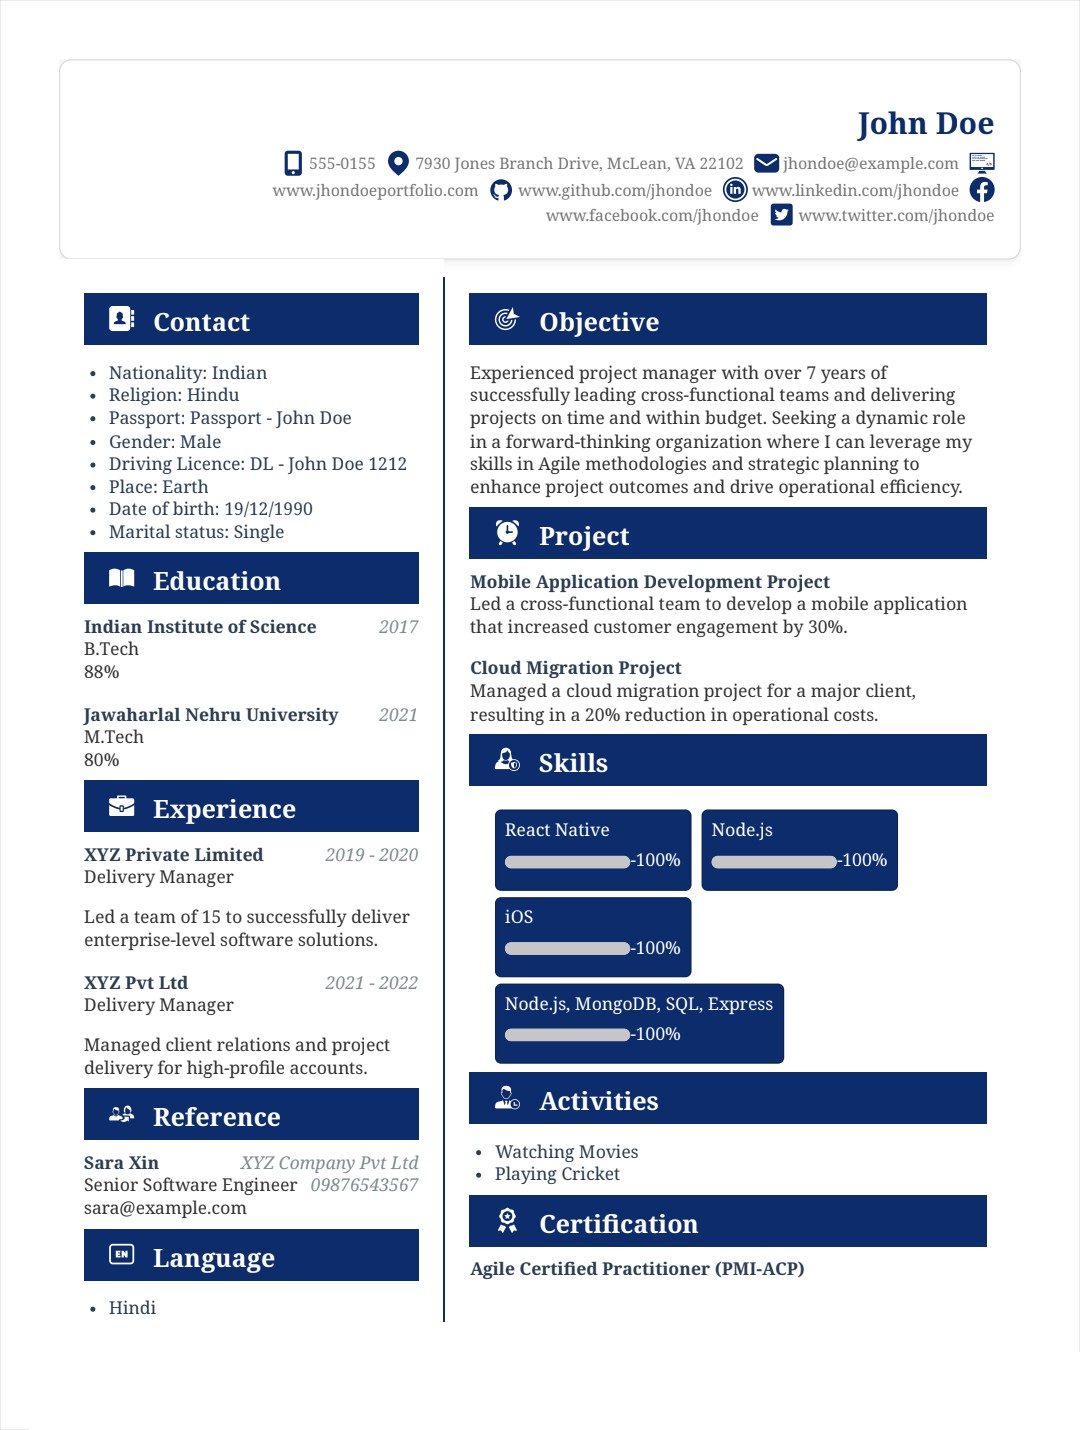 John Doe
555-0155 7930 Jones Branch Drive, McLean, VA 22102 jhondoe@example.com
www.jhondoeportfolio.com www.github.com/jhondoe www.linkedin.com/jhondoe
www.facebook.com/jhondoe www.twitter.com/jhondoe
Contact
• Nationality: Indian
• Religion: Hindu
• Passport: Passport - John Doe
• Gender: Male
• Driving Licence: DL - John Doe 1212
• Place: Earth
• Date of birth: 19/12/1990
• Marital status: Single
Education
Indian Institute of Science 2017
B.Tech
88%
Jawaharlal Nehru University 2021
M.Tech
80%
Experience
XYZ Private Limited 2019 - 2020
Delivery Manager
Led a team of 15 to successfully deliver
enterprise-level software solutions.
XYZ Pvt Ltd 2021 - 2022
Delivery Manager
Managed client relations and project
delivery for high-profile accounts.
Reference
Sara Xin XYZ Company Pvt Ltd
Senior Software Engineer 09876543567
sara@example.com
EN Language
• Hindi
Objective
Experienced project manager with over 7 years of
successfully leading cross-functional teams and delivering
projects on time and within budget. Seeking a dynamic role
in a forward-thinking organization where I can leverage my
skills in Agile methodologies and strategic planning to
enhance project outcomes and drive operational efficiency.
Project
Mobile Application Development Project
Led a cross-functional team to develop a mobile application
that increased customer engagement by 30%.
Cloud Migration Project
Managed a cloud migration project for a major client,
resulting in a 20% reduction in operational costs.
Skills
React Native Node.js
-100% -100%
iOS
-100%
Node.js, MongoDB, SQL, Express
-100%
Activities
• Watching Movies
• Playing Cricket
Certification
Agile Certified Practitioner (PMI-ACP)